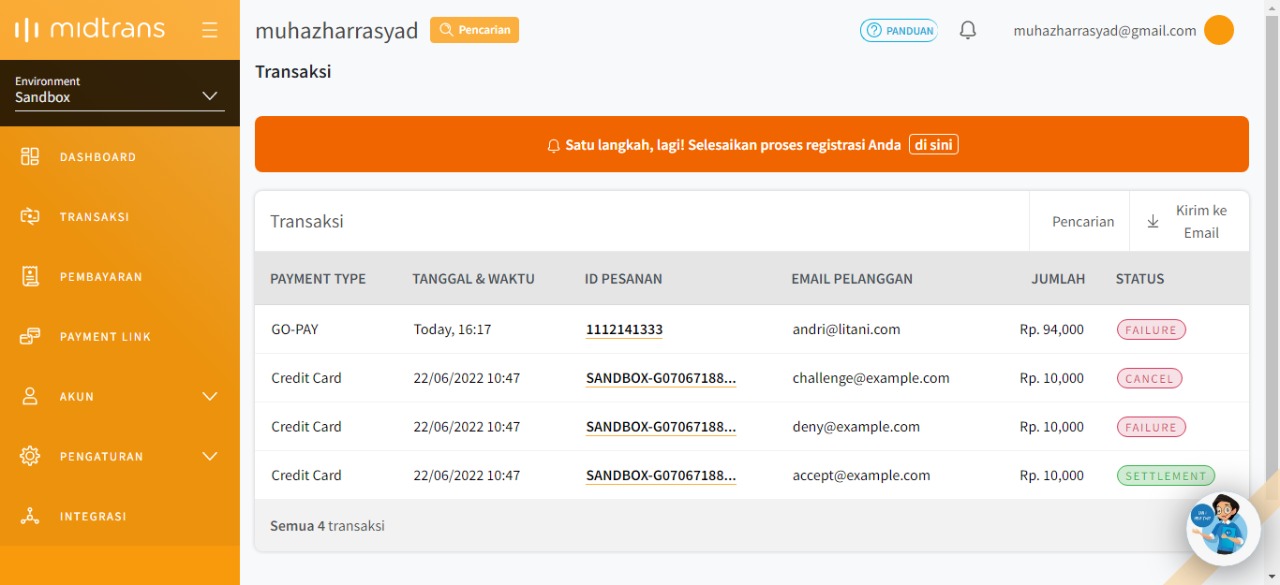 midtrans
muhazharrasyad
Pencarian
PANDUAN
muhazharrasyad@gmail.com
Transaksi
Environment
Sandbox
DASHBOARD
TRANSAKSI
PEMBAYARAN
PAYMENT LINK
AKUN
PENGATURAN
INTEGRASI
Satu langkah, lagi! Selesaikan proses registrasi Anda di sini
Transaksi
Pencarian
Kirim ke
Email
PAYMENT TYPE TANGGAL & WAKTU ID PESANAN EMAIL PELANGGAN JUMLAH STATUS
GO-PAY Today, 16:17 1112141333 andri@litani.com Rp. 94,000 FAILURE
Credit Card 22/06/2022 10:47 SANDBOX-G07067188... challenge@example.com Rp. 10,000 CANCEL
Credit Card 22/06/2022 10:47 SANDBOX-G07067188... deny@example.com Rp. 10,000 FAILURE
Credit Card 22/06/2022 10:47 SANDBOX-G07067188... accept@example.com Rp. 10,000 SETTLEMENT
Semua 4 transaksi